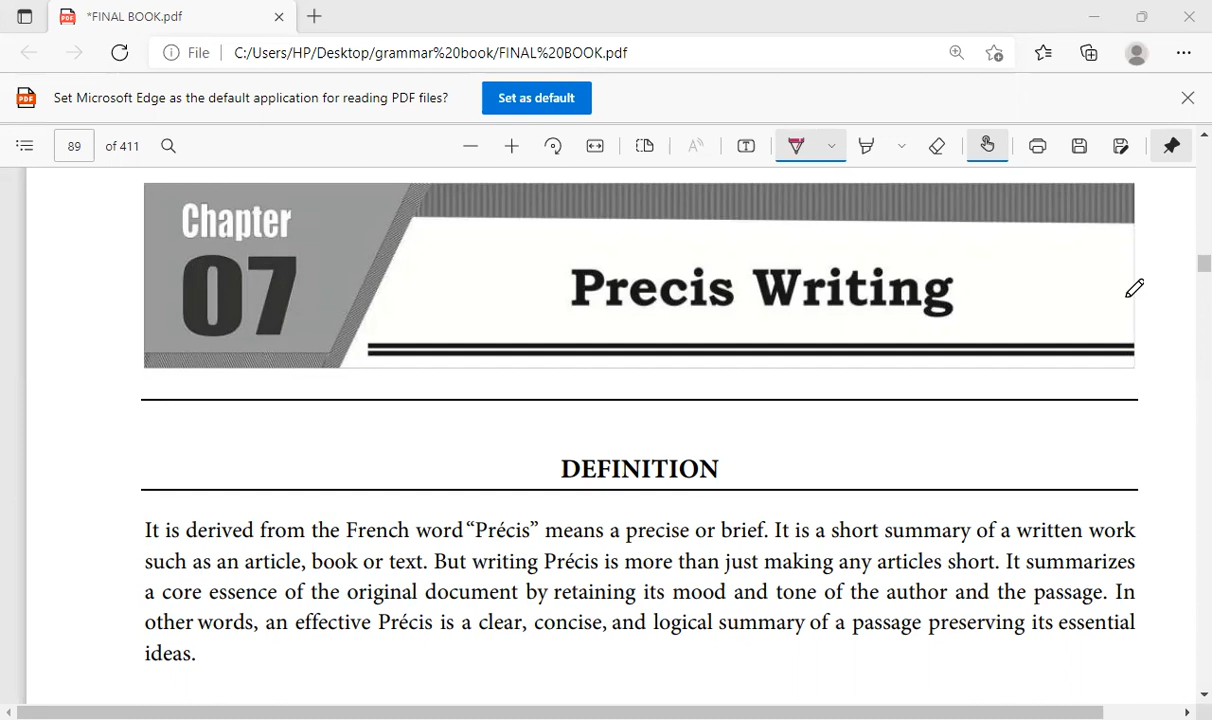 *FINAL BOOK.pdf
File C:/Users/HP/Desktop/grammar%20book/FINAL%20BOOK.pdf
PDF Set Microsoft Edge as the default application for reading PDF files? Set as default
89 of 411
Chapter
07
Precis Writing
DEFINITION
It is derived from the French word “Précis” means a precise or brief. It is a short summary of a written work
such as an article, book or text. But writing Précis is more than just making any articles short. It summarizes
a core essence of the original document by retaining its mood and tone of the author and the passage. In
other words, an effective Précis is a clear, concise, and logical summary of a passage preserving its essential
ideas.